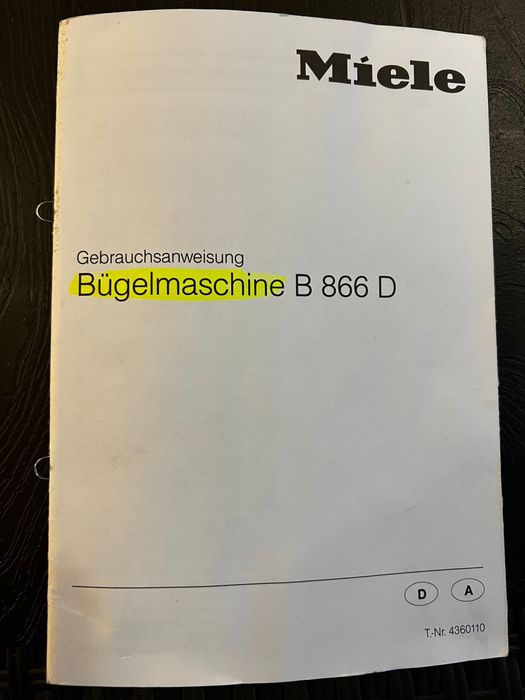 Miele
Gebrauchsanweisung
Bügelmaschine B 866 D
D A
T.-Nr. 4360110